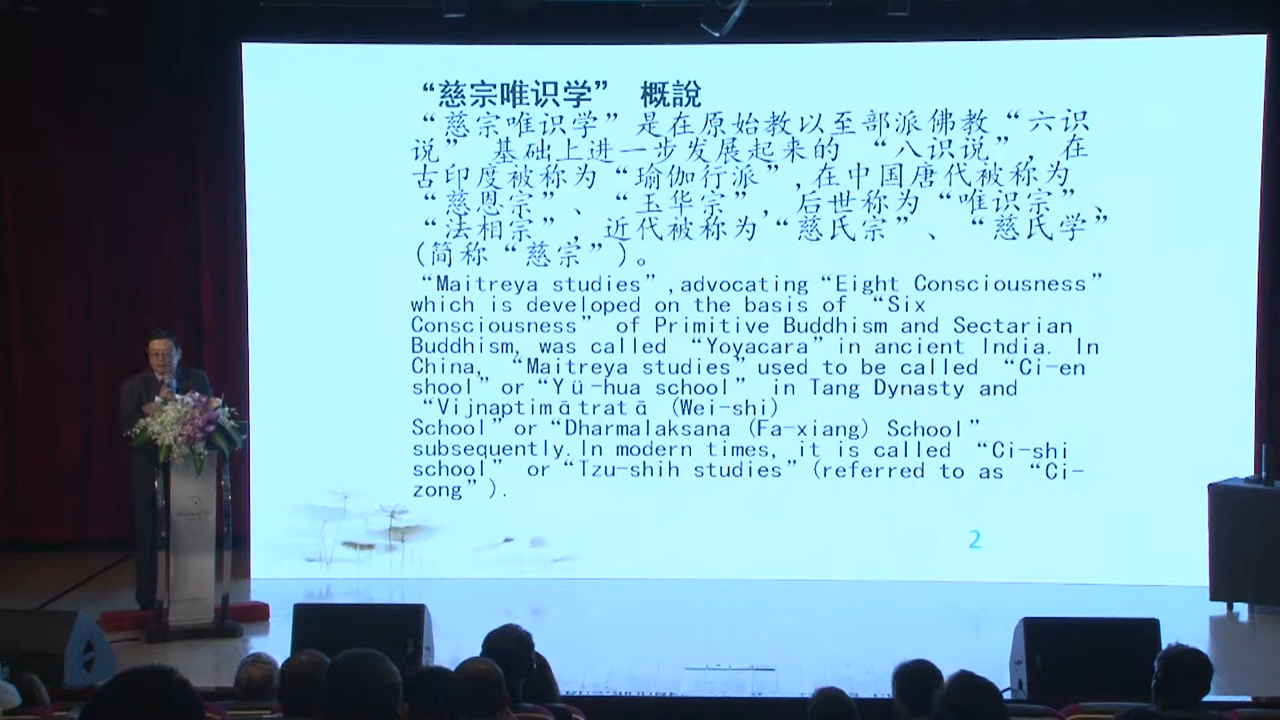 “慈宗唯识学” 概說
“慈宗唯识学”是在原始教以至部派佛教“六识
说” 基础上进一步发展起来的 “八识说”，在
古印度被称为“瑜伽行派”,在中国唐代被称为
“慈恩宗”、“玉华宗”，后世称为“唯识宗”、
“法相宗”，近代被称为“慈氏宗”、“慈氏学”
(简称“慈宗”)。
“Maitreya studies”,advocating“Eight Consciousness”
which is developed on the basis of “Six
Consciousness” of Primitive Buddhism and Sectarian
Buddhism, was called “Yoyacara”in ancient India. In
China, “Maitreya studies”used to be called “Ci-en
shool”or“Yü-hua school” in Tang Dynasty and
“Vijnaptimātratā (Wei-shi)
School”or“Dharmalaksana (Fa-xiang) School”
subsequently.In modern times, it is called “Ci-shi
school” or“Tzu-shih studies”(referred to as “Ci-
zong”).
2